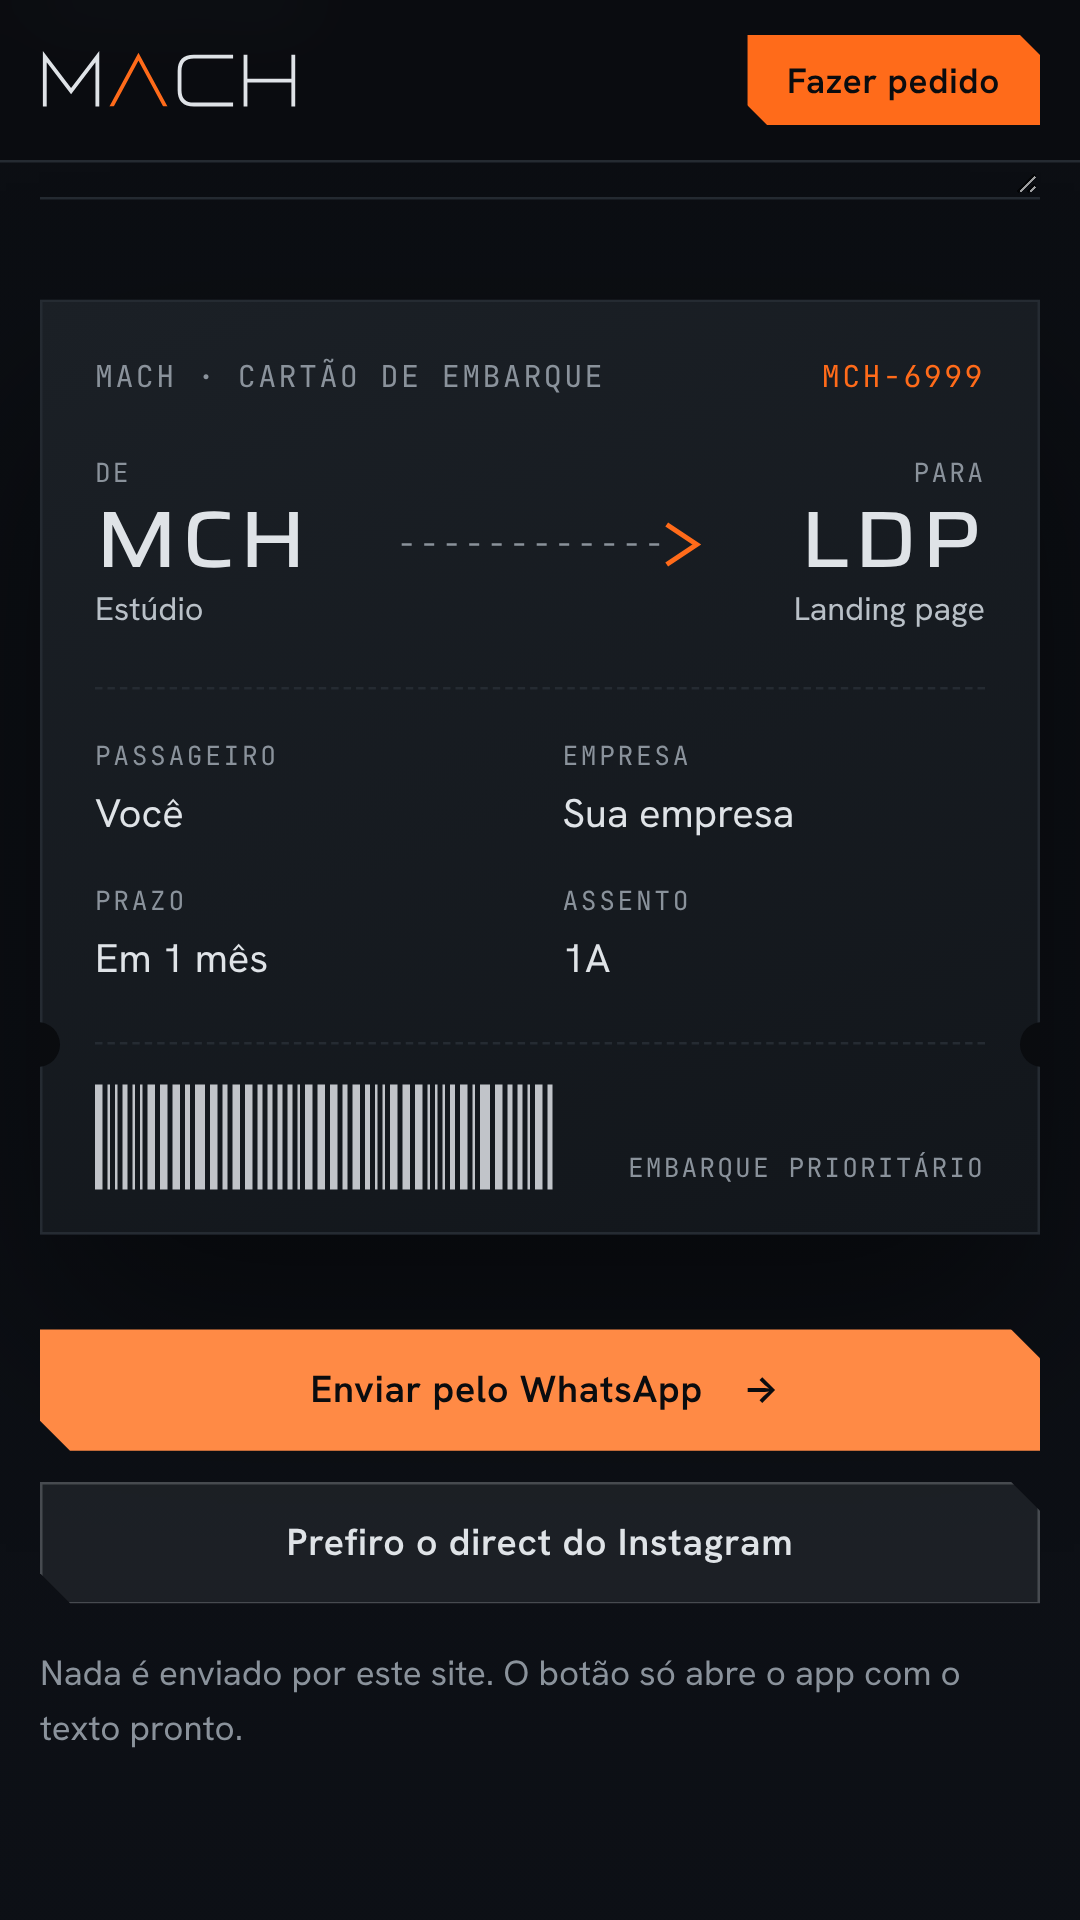 MACH
Fazer pedido
MACH · CARTÃO DE EMBARQUE
MCH-6999
DE
PARA
MCH
LDP
Estúdio
Landing page
PASSAGEIRO
EMPRESA
Você
Sua empresa
PRAZO
ASSENTO
Em 1 mês
1A
EMBARQUE PRIORITÁRIO
Enviar pelo WhatsApp →
Prefiro o direct do Instagram
Nada é enviado por este site. O botão só abre o app com o
texto pronto.